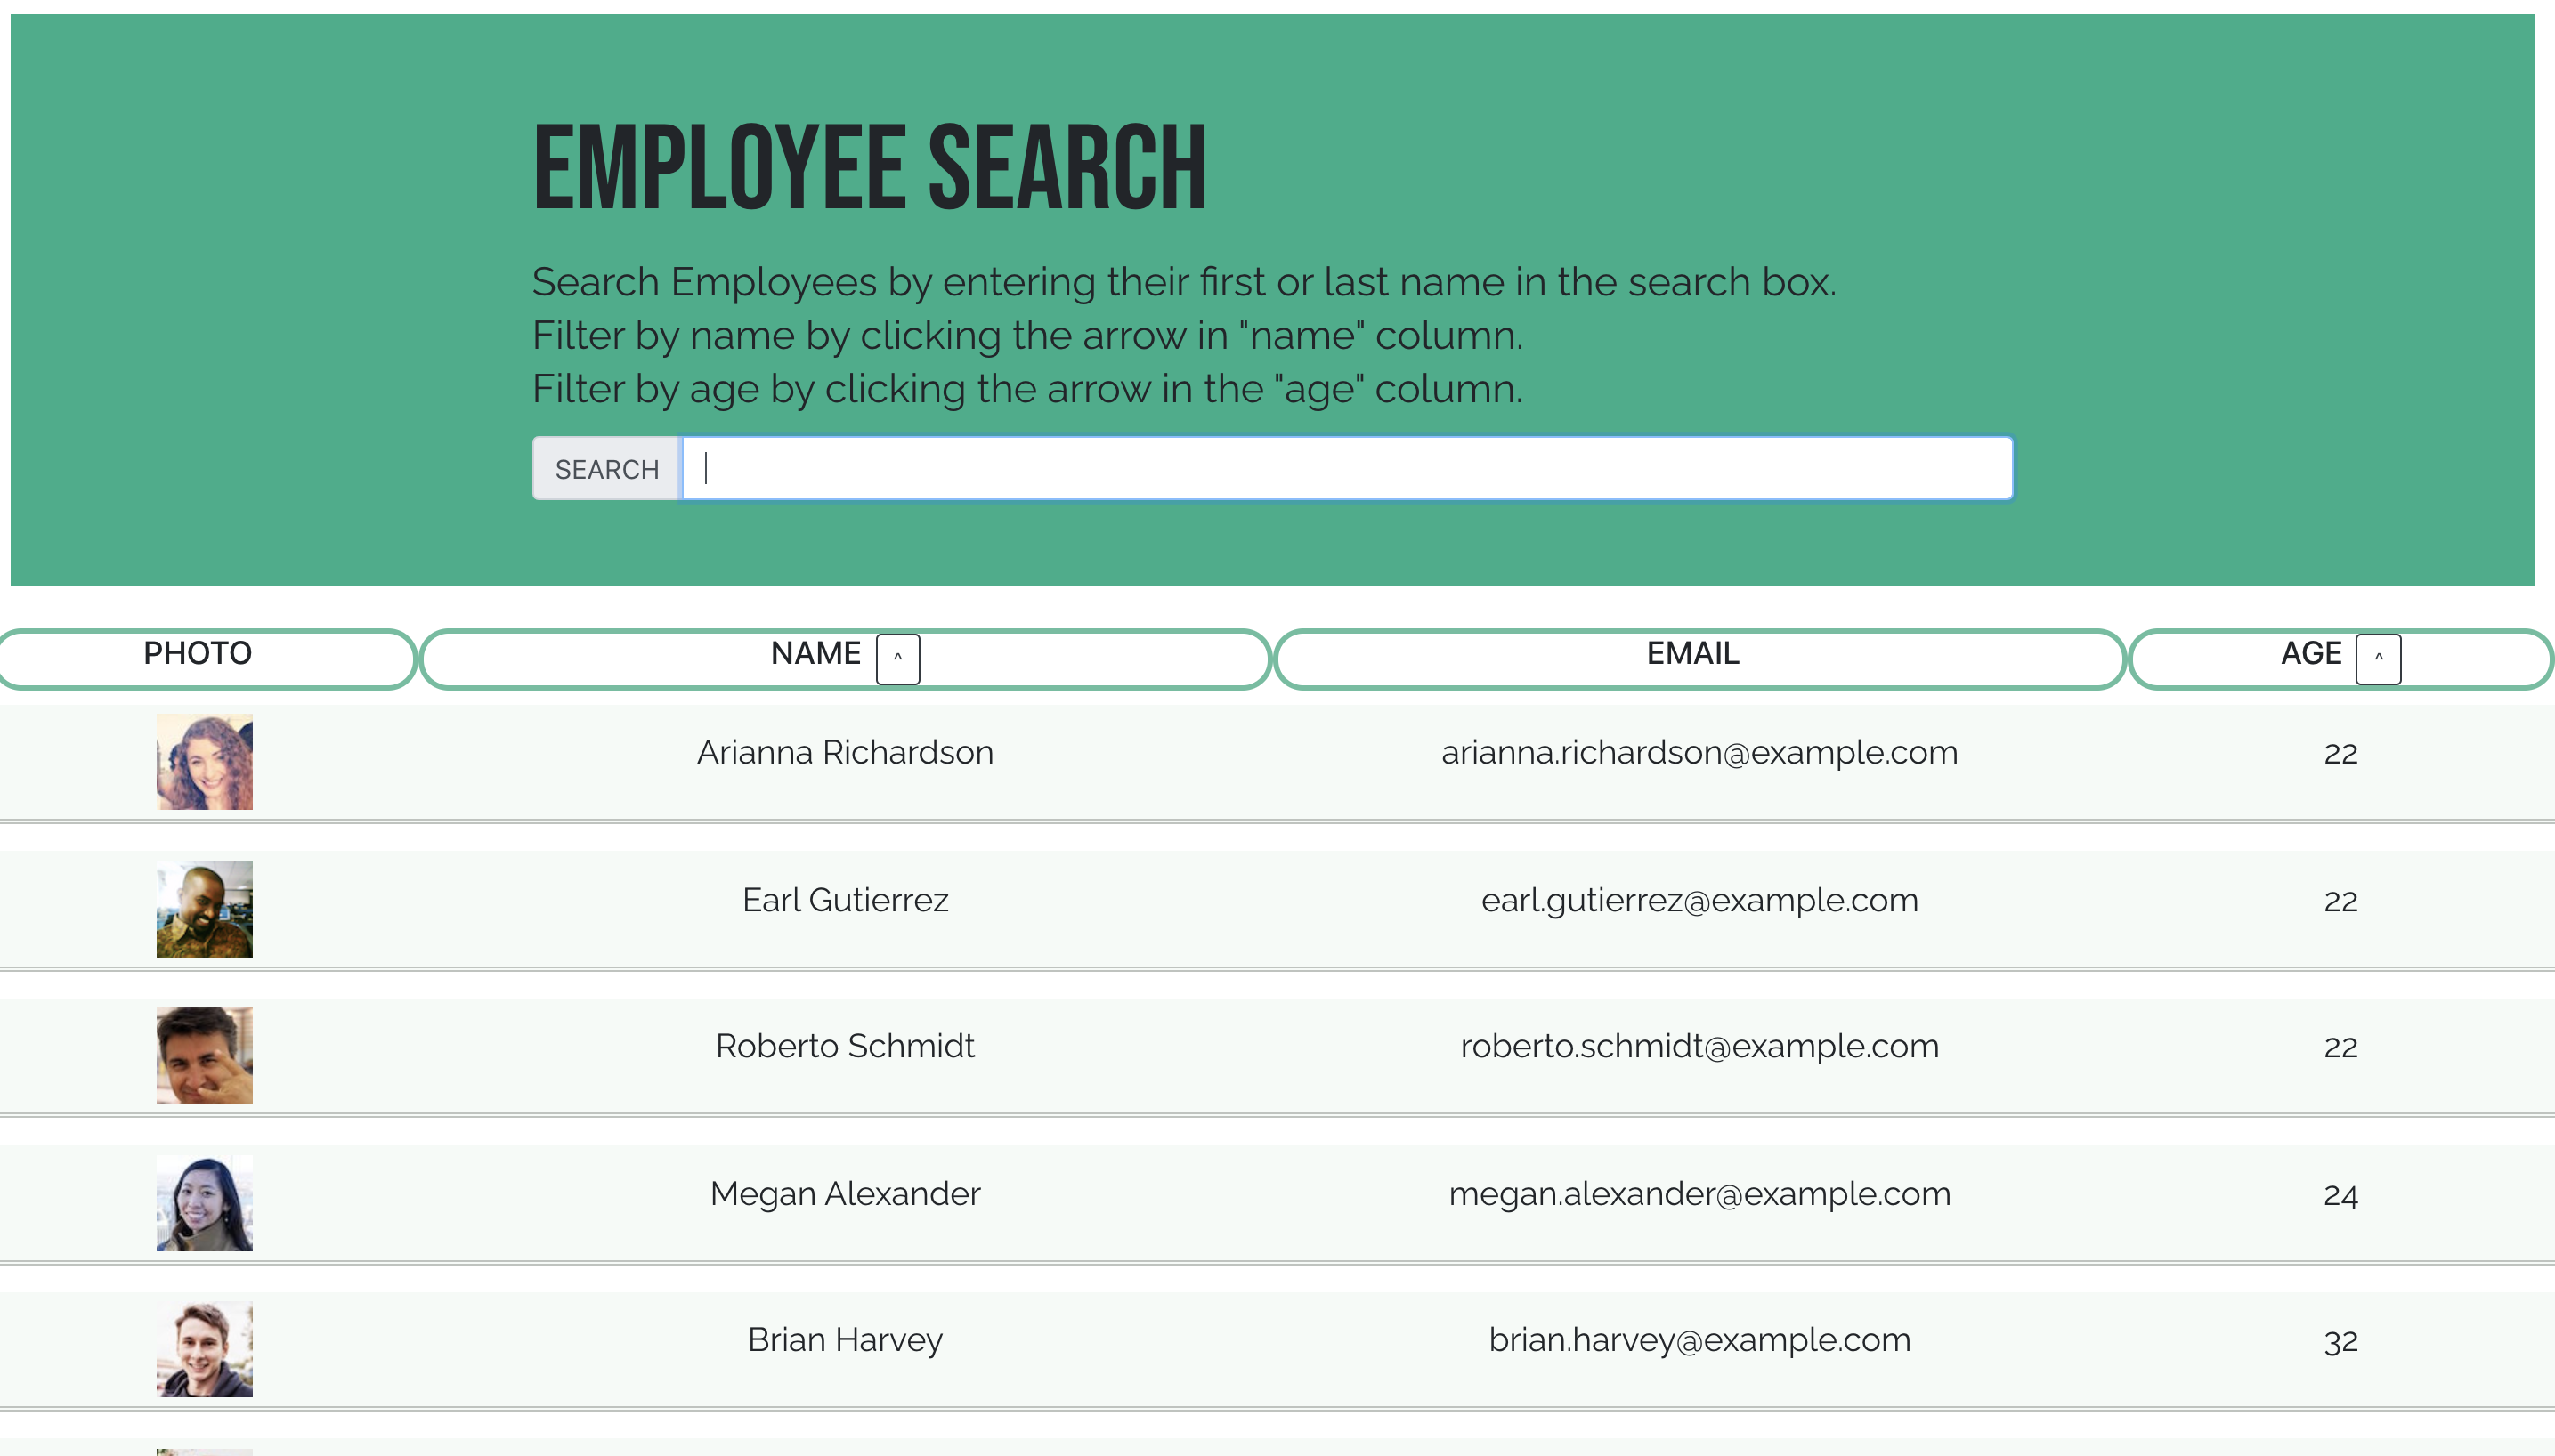 EMPLOYEE SEARCH
Search Employees by entering their first or last name in the search box.
Filter by name by clicking the arrow in "name" column.
Filter by age by clicking the arrow in the "age" column.
SEARCH
PHOTO NAME ^ EMAIL AGE ^
Arianna Richardson arianna.richardson@example.com 22
Earl Gutierrez earl.gutierrez@example.com 22
Roberto Schmidt roberto.schmidt@example.com 22
Megan Alexander megan.alexander@example.com 24
Brian Harvey brian.harvey@example.com 32